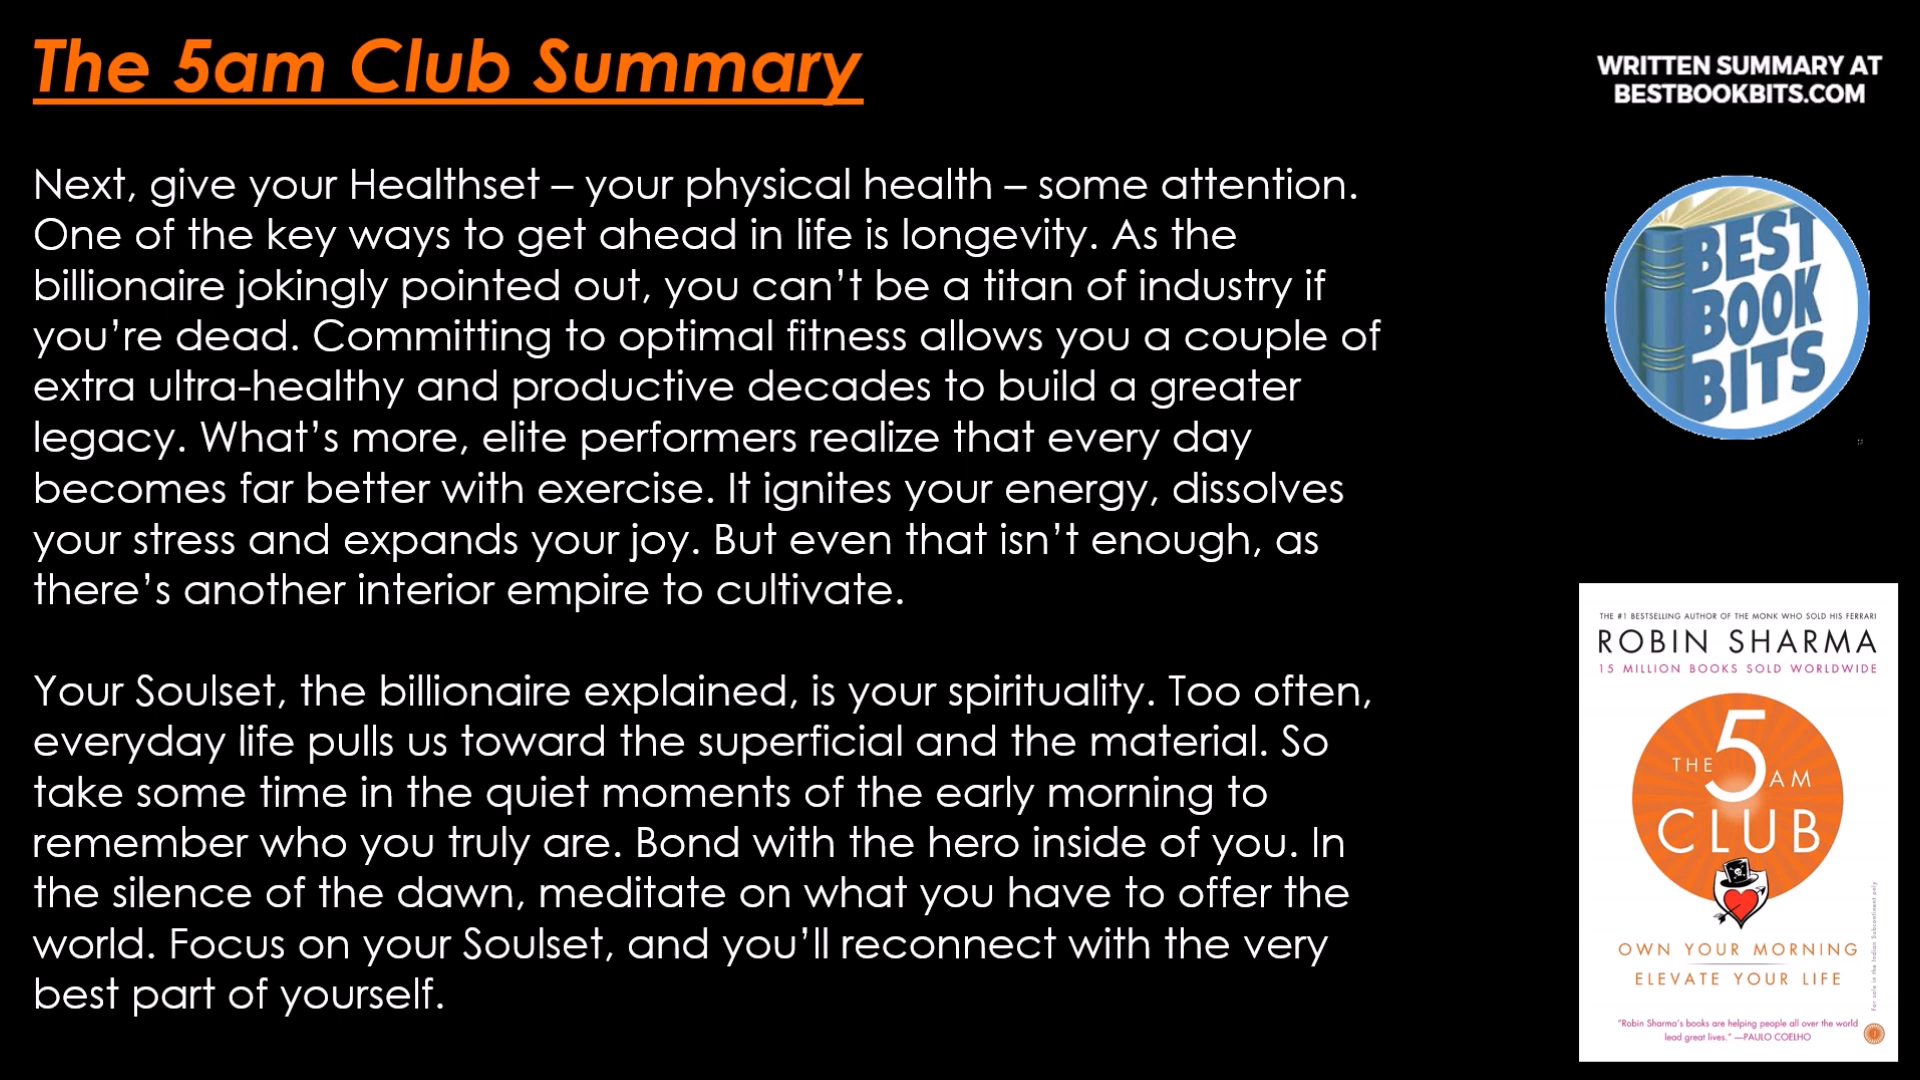 The 5am Club Summary
WRITTEN SUMMARY AT
BESTBOOKBITS.COM
Next, give your Healthset – your physical health – some attention.
One of the key ways to get ahead in life is longevity. As the
billionaire jokingly pointed out, you can’t be a titan of industry if
you’re dead. Committing to optimal fitness allows you a couple of
extra ultra-healthy and productive decades to build a greater
legacy. What’s more, elite performers realize that every day
becomes far better with exercise. It ignites your energy, dissolves
your stress and expands your joy. But even that isn’t enough, as
there’s another interior empire to cultivate.
Your Soulset, the billionaire explained, is your spirituality. Too often,
everyday life pulls us toward the superficial and the material. So
take some time in the quiet moments of the early morning to
remember who you truly are. Bond with the hero inside of you. In
the silence of the dawn, meditate on what you have to offer the
world. Focus on your Soulset, and you’ll reconnect with the very
best part of yourself.
BEST
BOOK
BITS
THE #1 BESTSELLING AUTHOR OF THE MONK WHO SOLD HIS FERRARI
ROBIN SHARMA
15 MILLION BOOKS SOLD WORLDWIDE
THE 5 AM
CLUB
OWN YOUR MORNING
ELEVATE YOUR LIFE
For sale in the Indian Subcontinent only
"Robin Sharma's books are helping people all over the world
lead great lives." —PAULO COELHO